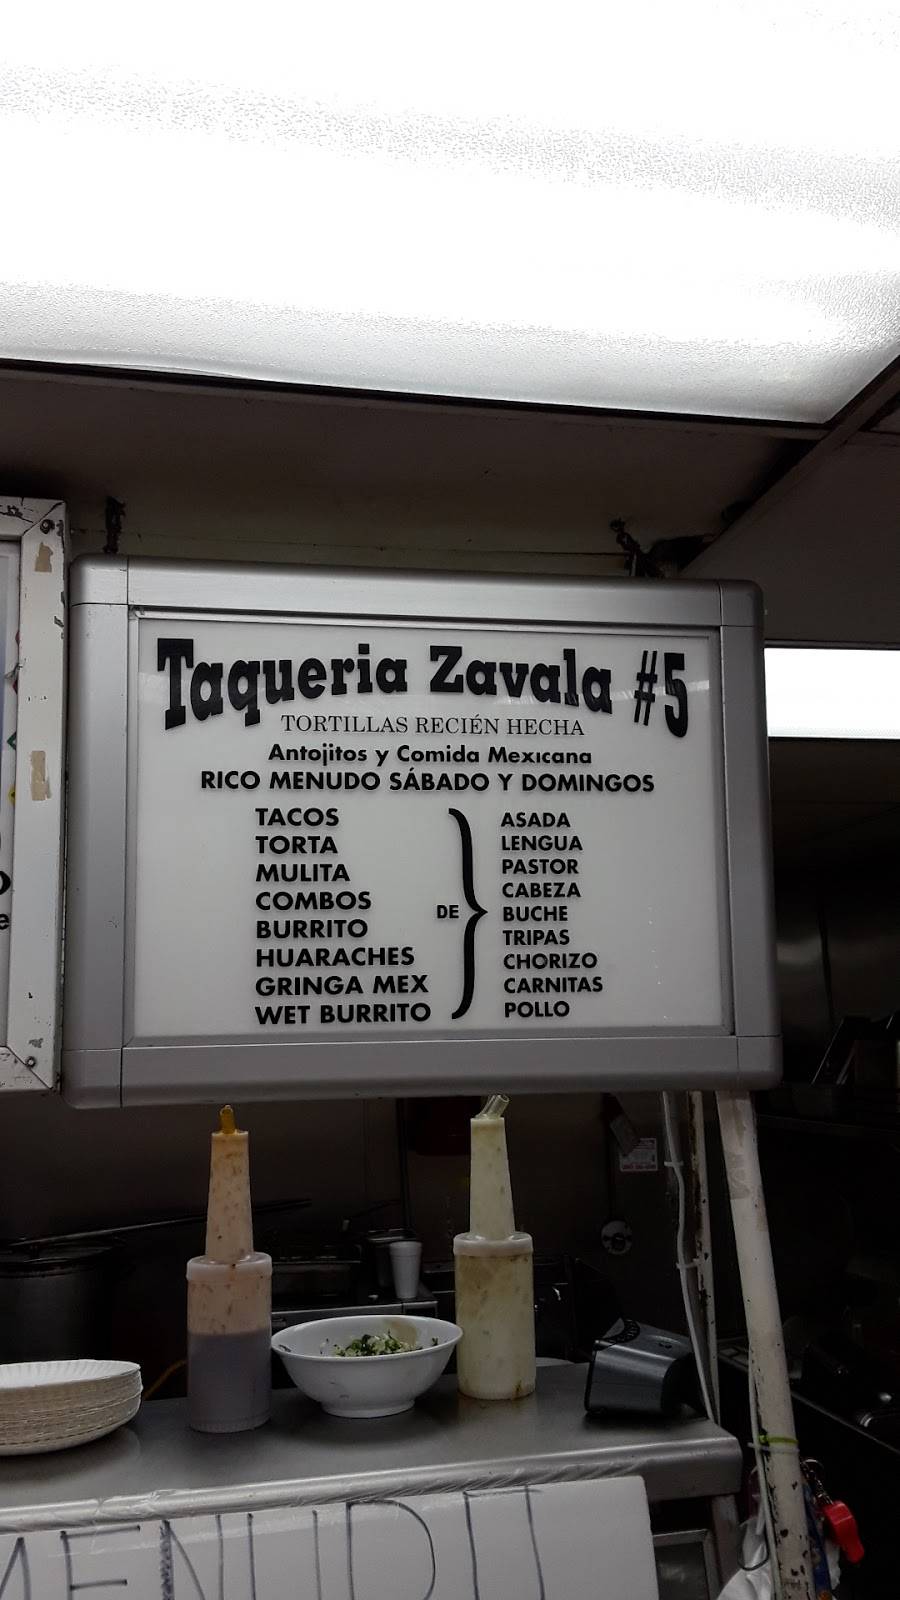 Taqueria Zavala #5
TORTILLAS RECIÉN HECHA
Antojitos y Comida Mexicana
RICO MENUDO SÁBADO Y DOMINGOS
TACOS
TORTA
MULITA
COMBOS
BURRITO
HUARACHES
GRINGA MEX
WET BURRITO
DE
ASADA
LENGUA
PASTOR
CABEZA
BUCHE
TRIPAS
CHORIZO
CARNITAS
POLLO
MENUDO